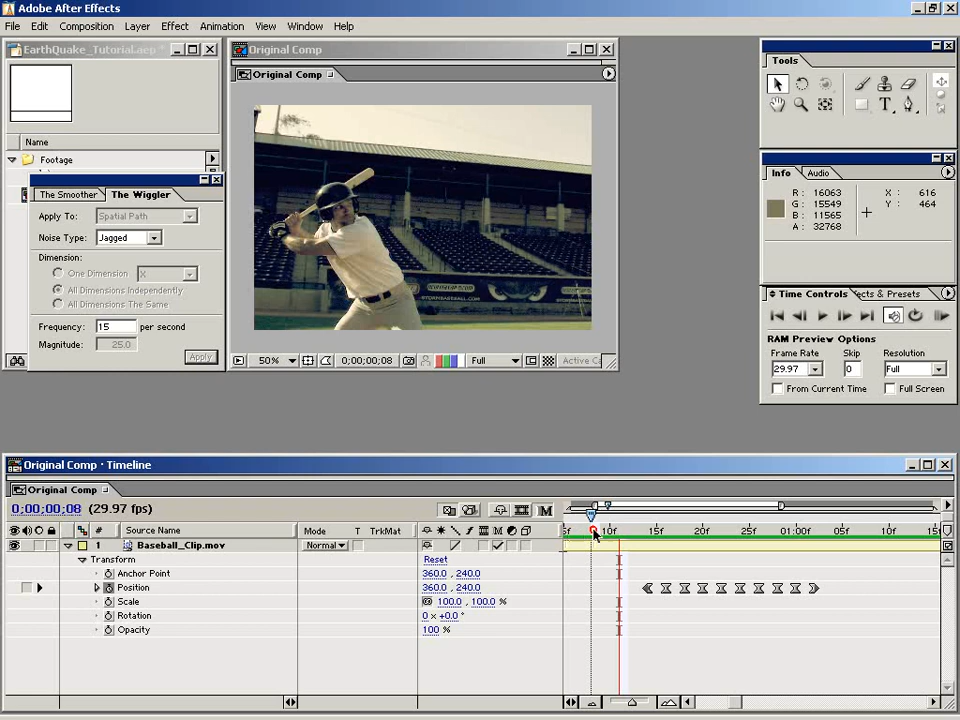 Adobe After Effects
File Edit Composition Layer Effect Animation View Window Help
EarthQuake_Tutorial.aep *
Name
Footage
The Smoother The Wiggler
Apply To: Spatial Path
Noise Type: Jagged
Dimension:
One Dimension X
All Dimensions Independently
All Dimensions The Same
Frequency: 15 per second
Magnitude: 25.0
Apply
Original Comp
Original Comp
STORMBASEBALL.COM
50% 0;00;00;08 Full Active Ca
Tools
T
Info Audio
R: 16063 X: 616
G: 15549 Y: 464
B: 11565
A: 32768
Time Controls ects & Presets
RAM Preview Options
Frame Rate Skip Resolution
29.97 0 Full
From Current Time Full Screen
Original Comp • Timeline
Original Comp
0;00;00;08 (29.97 fps) M
# Source Name Mode T TrkMat 5f 10f 15f 20f 25f 01:00f 05f 10f 15f
1 Baseball_Clip.mov Normal
Transform Reset
Anchor Point 360.0 , 240.0
Position 360.0 , 240.0
Scale 100.0 , 100.0 %
Rotation 0 x +0.0 °
Opacity 100 %